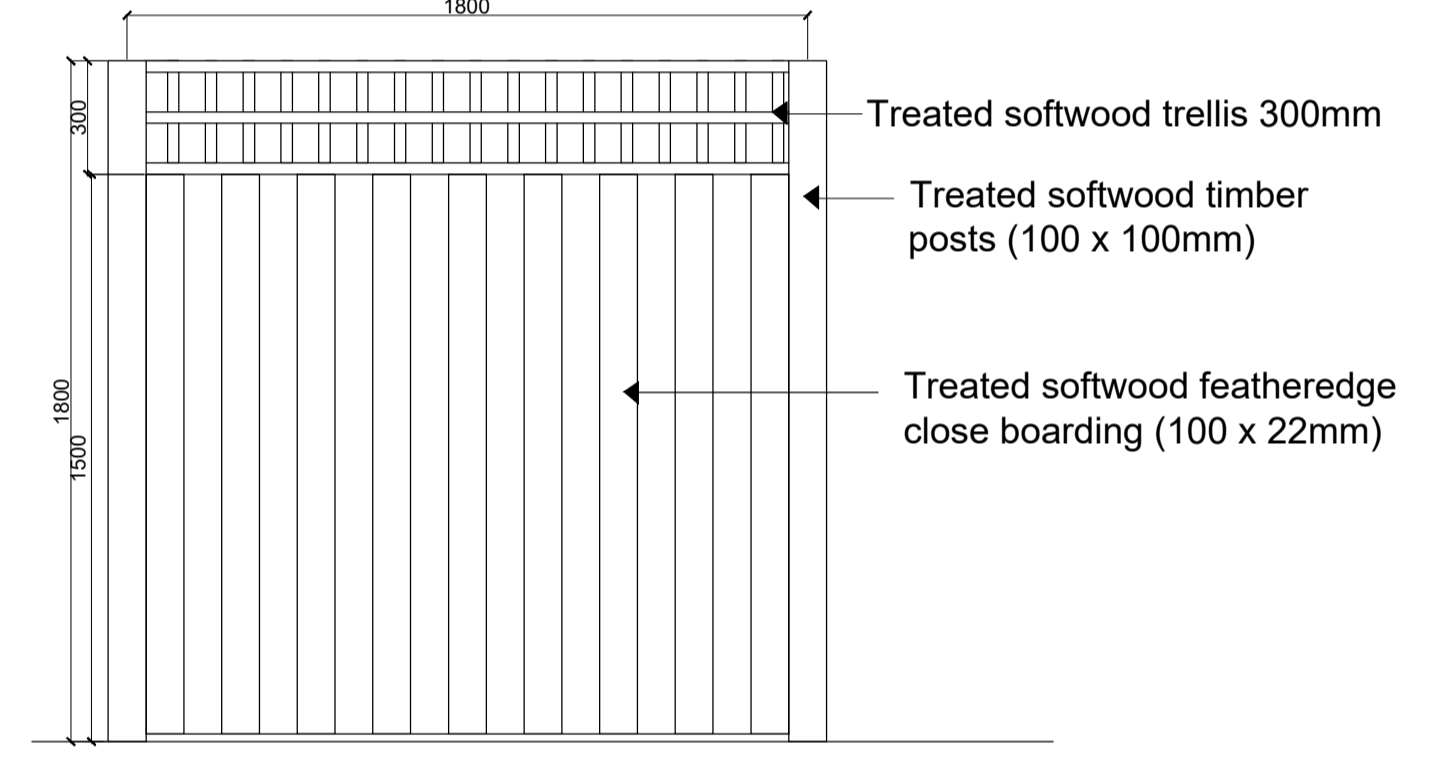 1800
300
Treated softwood trellis 300mm
Treated softwood timber
posts (100 x 100mm)
1800
1500
Treated softwood featheredge
close boarding (100 x 22mm)